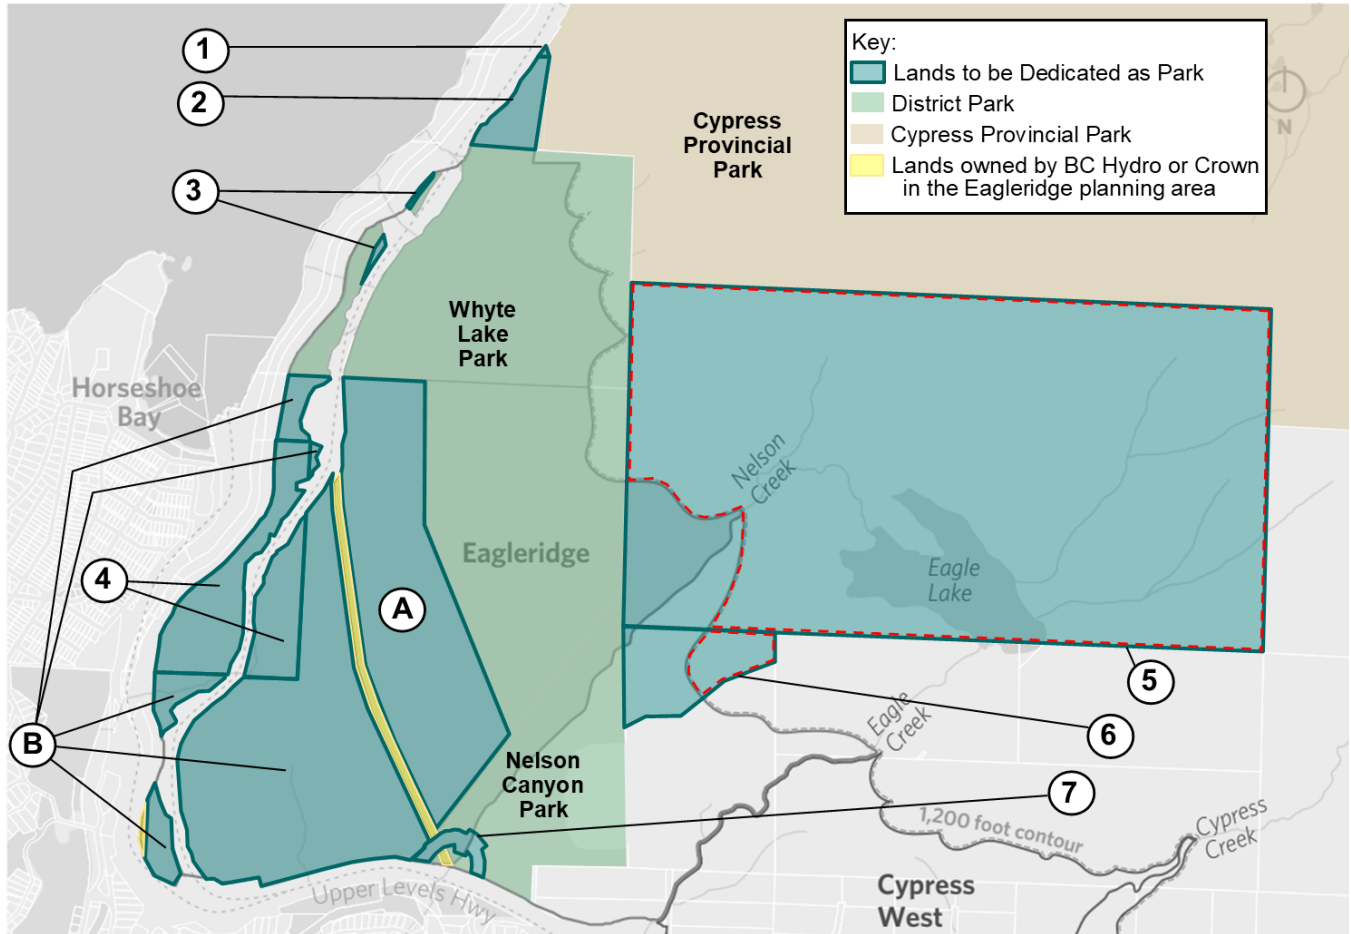 1
2
3
Cypress
Provincial
Park
Key:
Lands to be Dedicated as Park
District Park
Cypress Provincial Park
Lands owned by BC Hydro or Crown
in the Eagleridge planning area
N
Whyte
Lake
Park
Horseshoe
Bay
Nelson
Creek
Eagleridge
Eagle
Lake
4
A
5
6
B
Eagle
Creek
Nelson
Canyon
Park
7
1,200 foot contour
Cypress
Creek
Upper Levels Hwy
Cypress
West